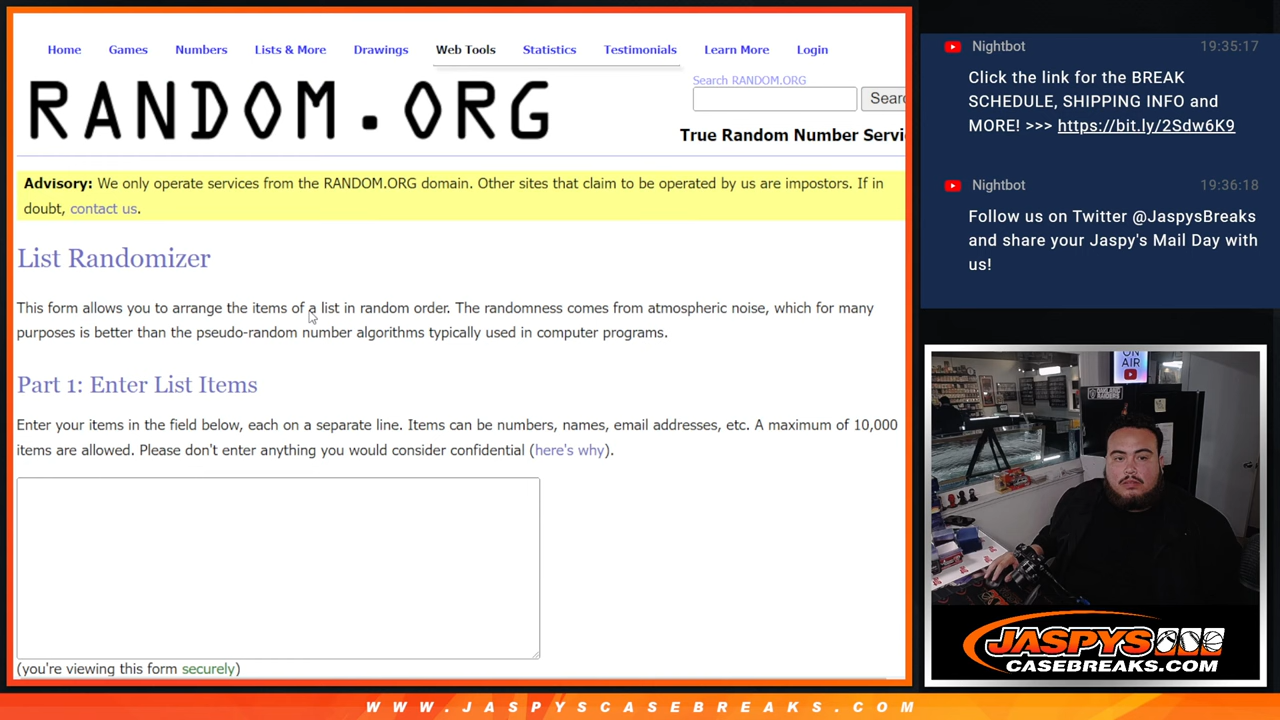 Home Games Numbers Lists & More Drawings Web Tools Statistics Testimonials Learn More Login
RANDOM.ORG
Search RANDOM.ORG
Searc
True Random Number Servi
Advisory: We only operate services from the RANDOM.ORG domain. Other sites that claim to be operated by us are impostors. If in
doubt, contact us.
List Randomizer
This form allows you to arrange the items of a list in random order. The randomness comes from atmospheric noise, which for many
purposes is better than the pseudo-random number algorithms typically used in computer programs.
Part 1: Enter List Items
Enter your items in the field below, each on a separate line. Items can be numbers, names, email addresses, etc. A maximum of 10,000
items are allowed. Please don't enter anything you would consider confidential (here's why).
(you're viewing this form securely)
Nightbot 19:35:17
Click the link for the BREAK
SCHEDULE, SHIPPING INFO and
MORE! >>> https://bit.ly/2Sdw6K9
Nightbot 19:36:18
Follow us on Twitter @JaspysBreaks
and share your Jaspy's Mail Day with
us!
ON
AIR
JASPYS
CASEBREAKS.COM
WWW.JASPYSCASEBREAKS.COM